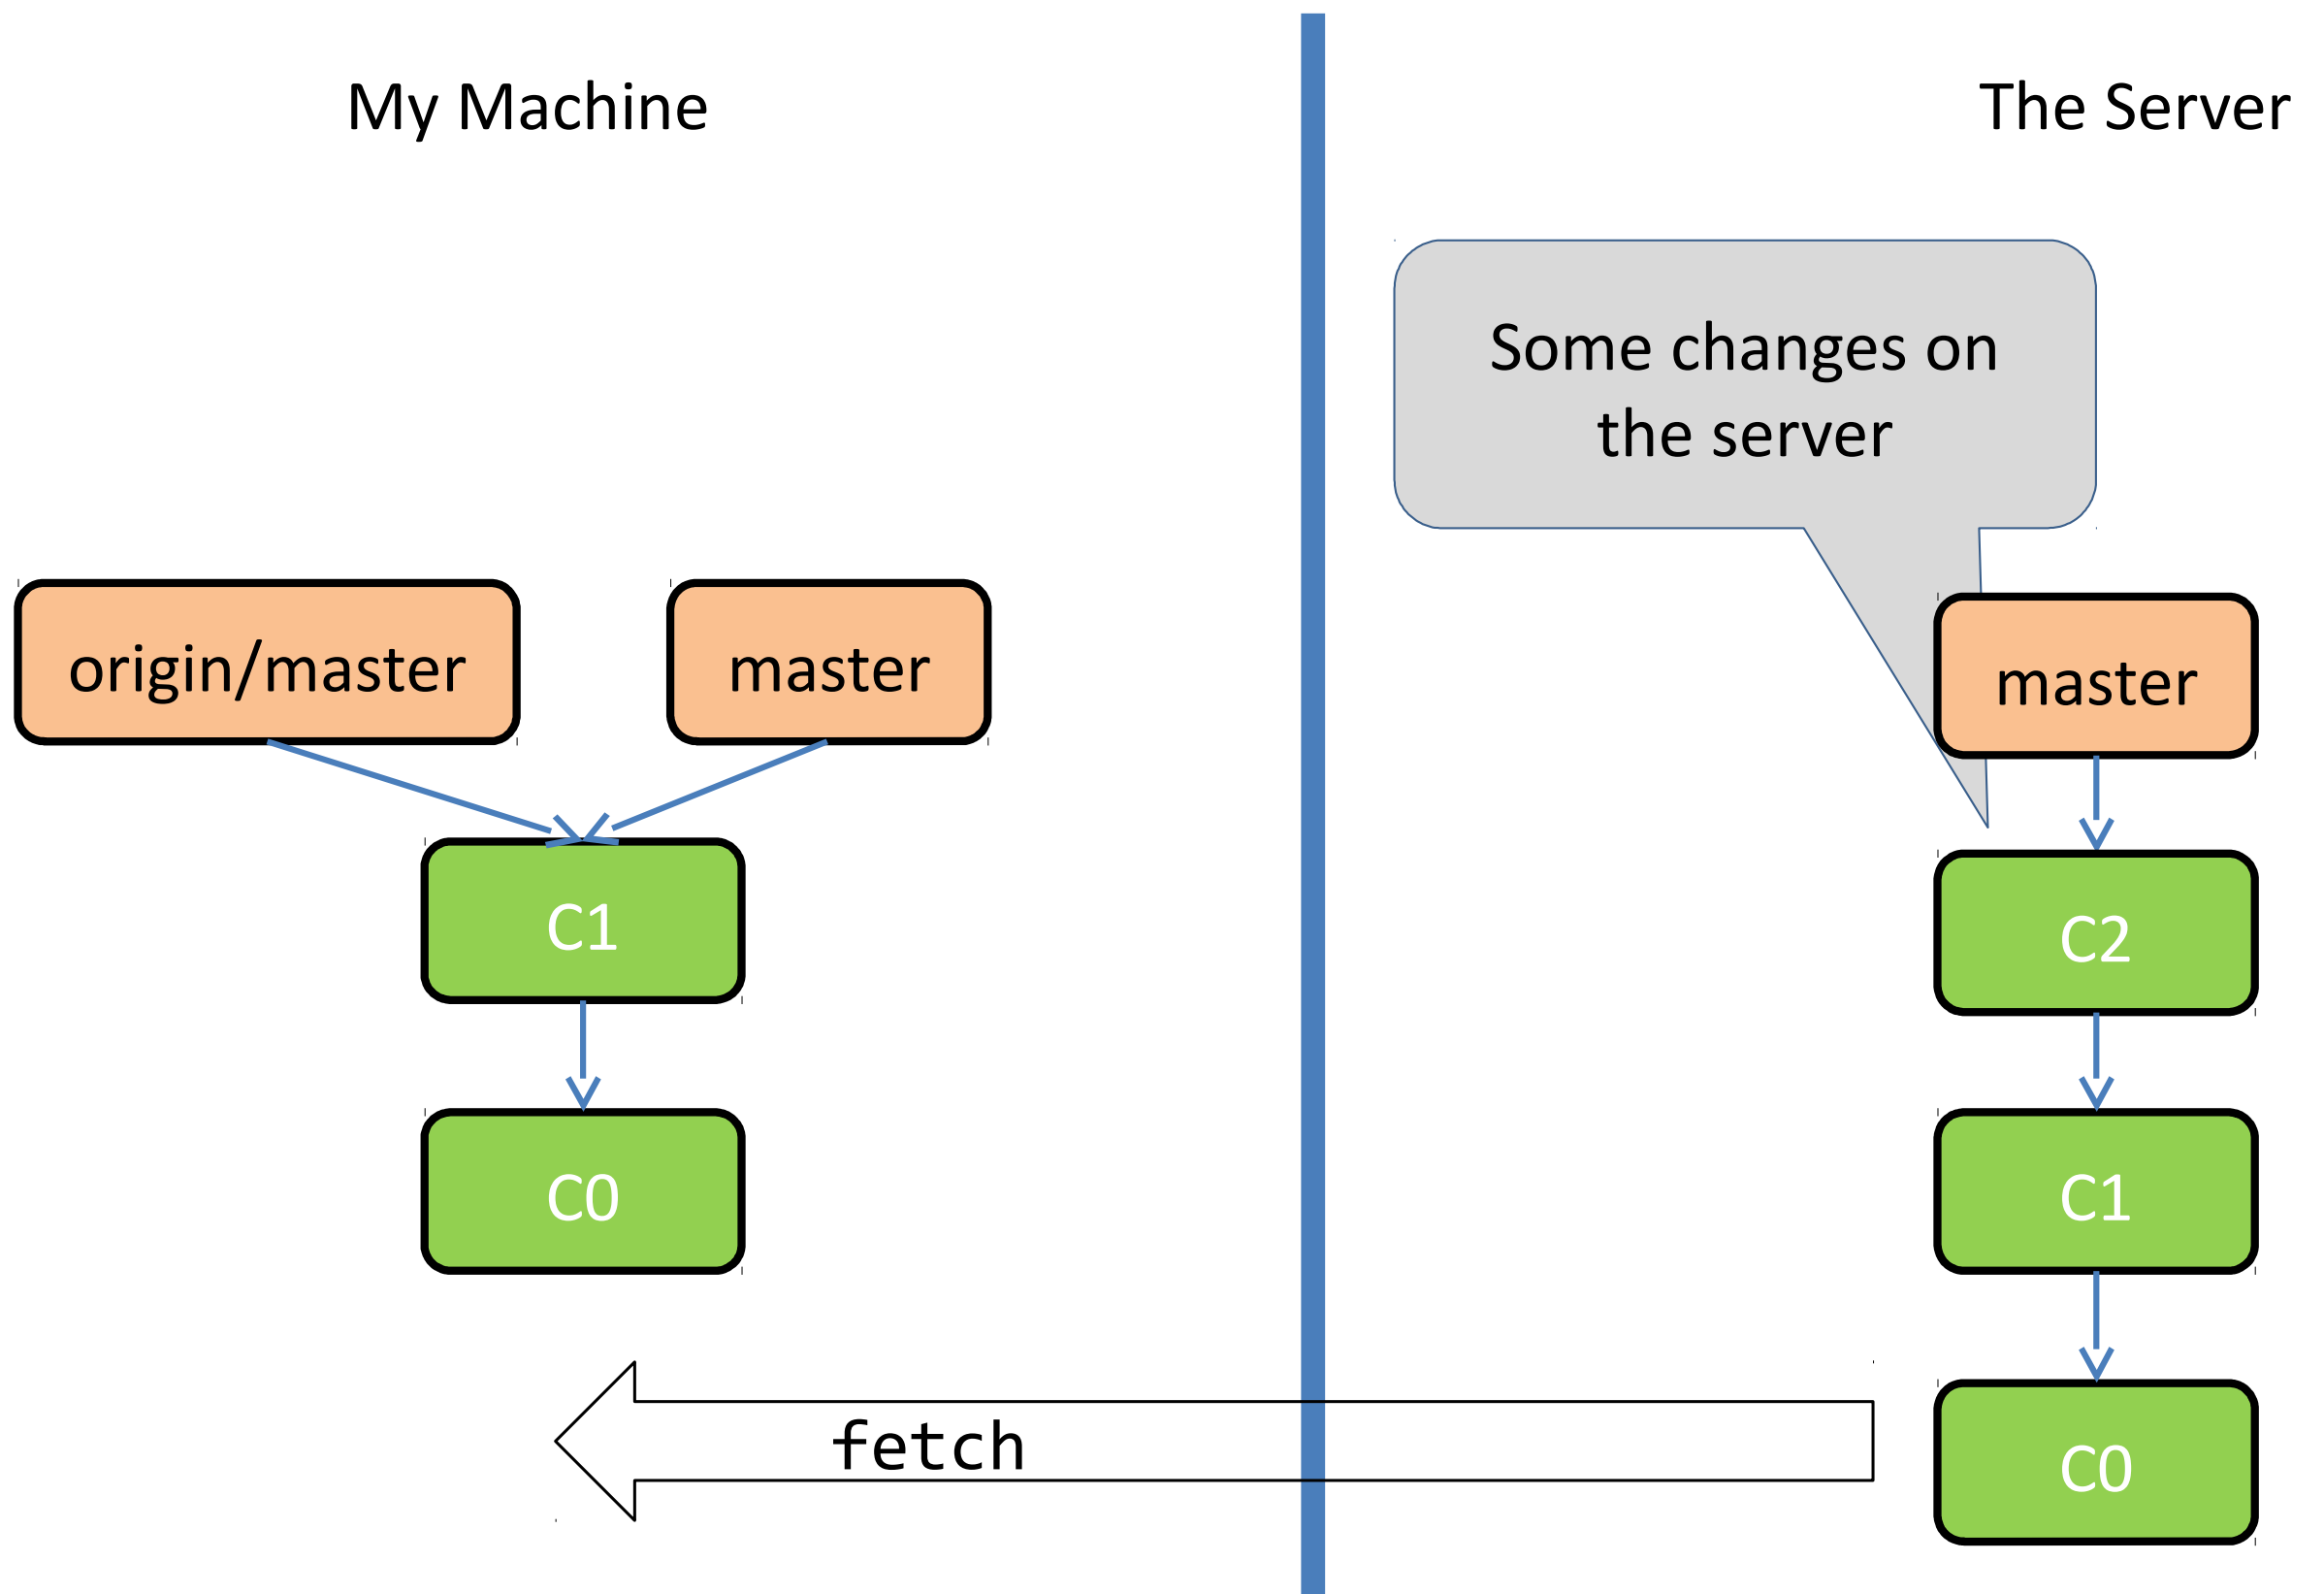 My Machine
The Server
Some changes on
the server
origin/master
master
master
C1
C2
C0
C1
fetch
C0